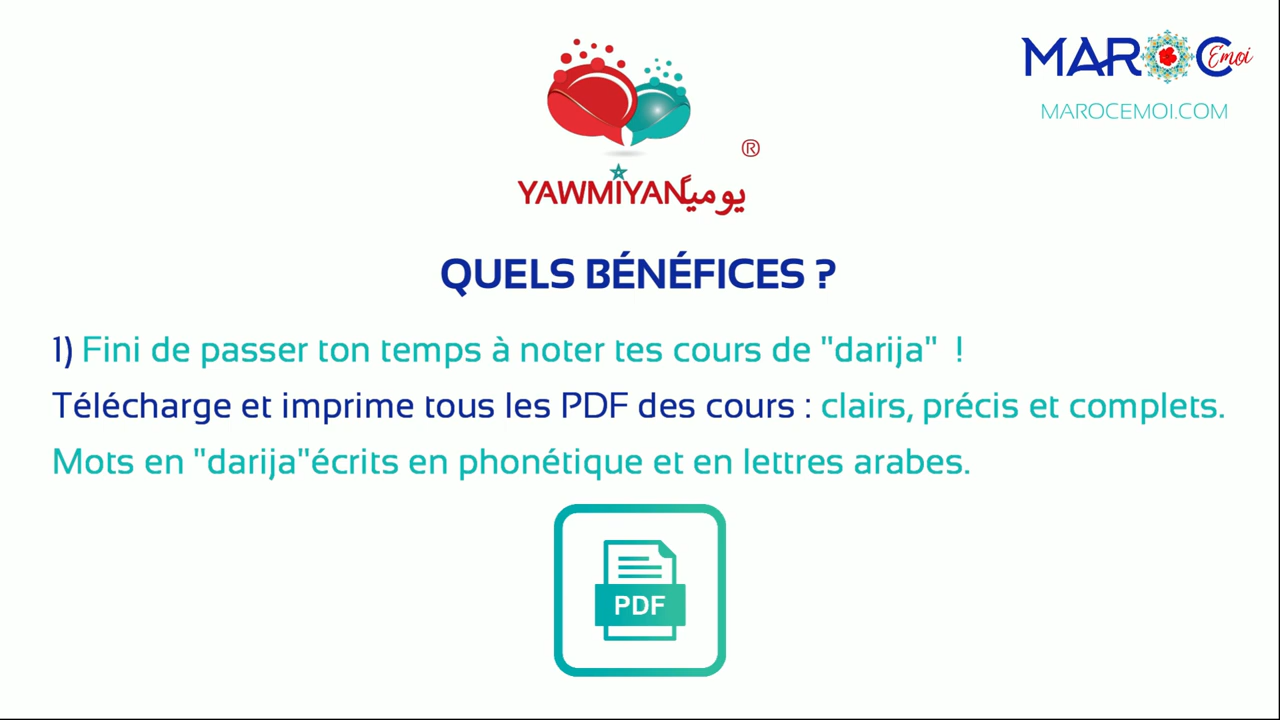 MAROC Emoi
MAROCEMOI.COM
®
YAWMIYANيوميا
QUELS BÉNÉFICES ?
1) Fini de passer ton temps à noter tes cours de "darija" !
Télécharge et imprime tous les PDF des cours : clairs, précis et complets.
Mots en "darija"écrits en phonétique et en lettres arabes.
PDF